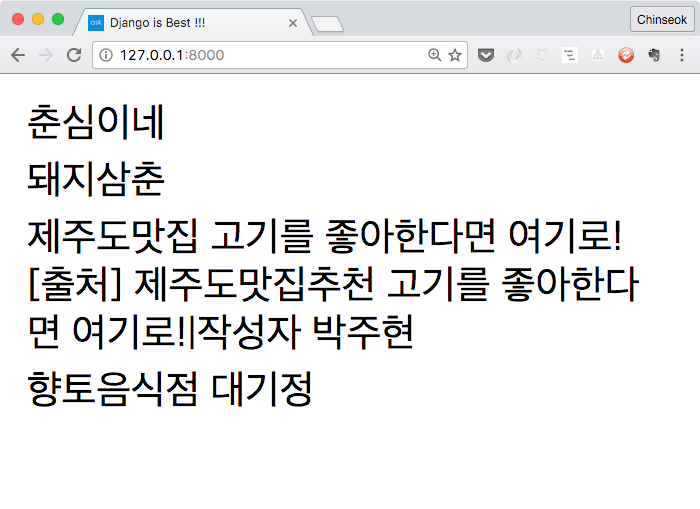 ask Django is Best !!!
Chinseok
127.0.0.1:8000
춘심이네
돼지삼춘
제주도맛집 고기를 좋아한다면 여기로!
[출처] 제주도맛집추천 고기를 좋아한다
면 여기로!|작성자 박주현
향토음식점 대기정